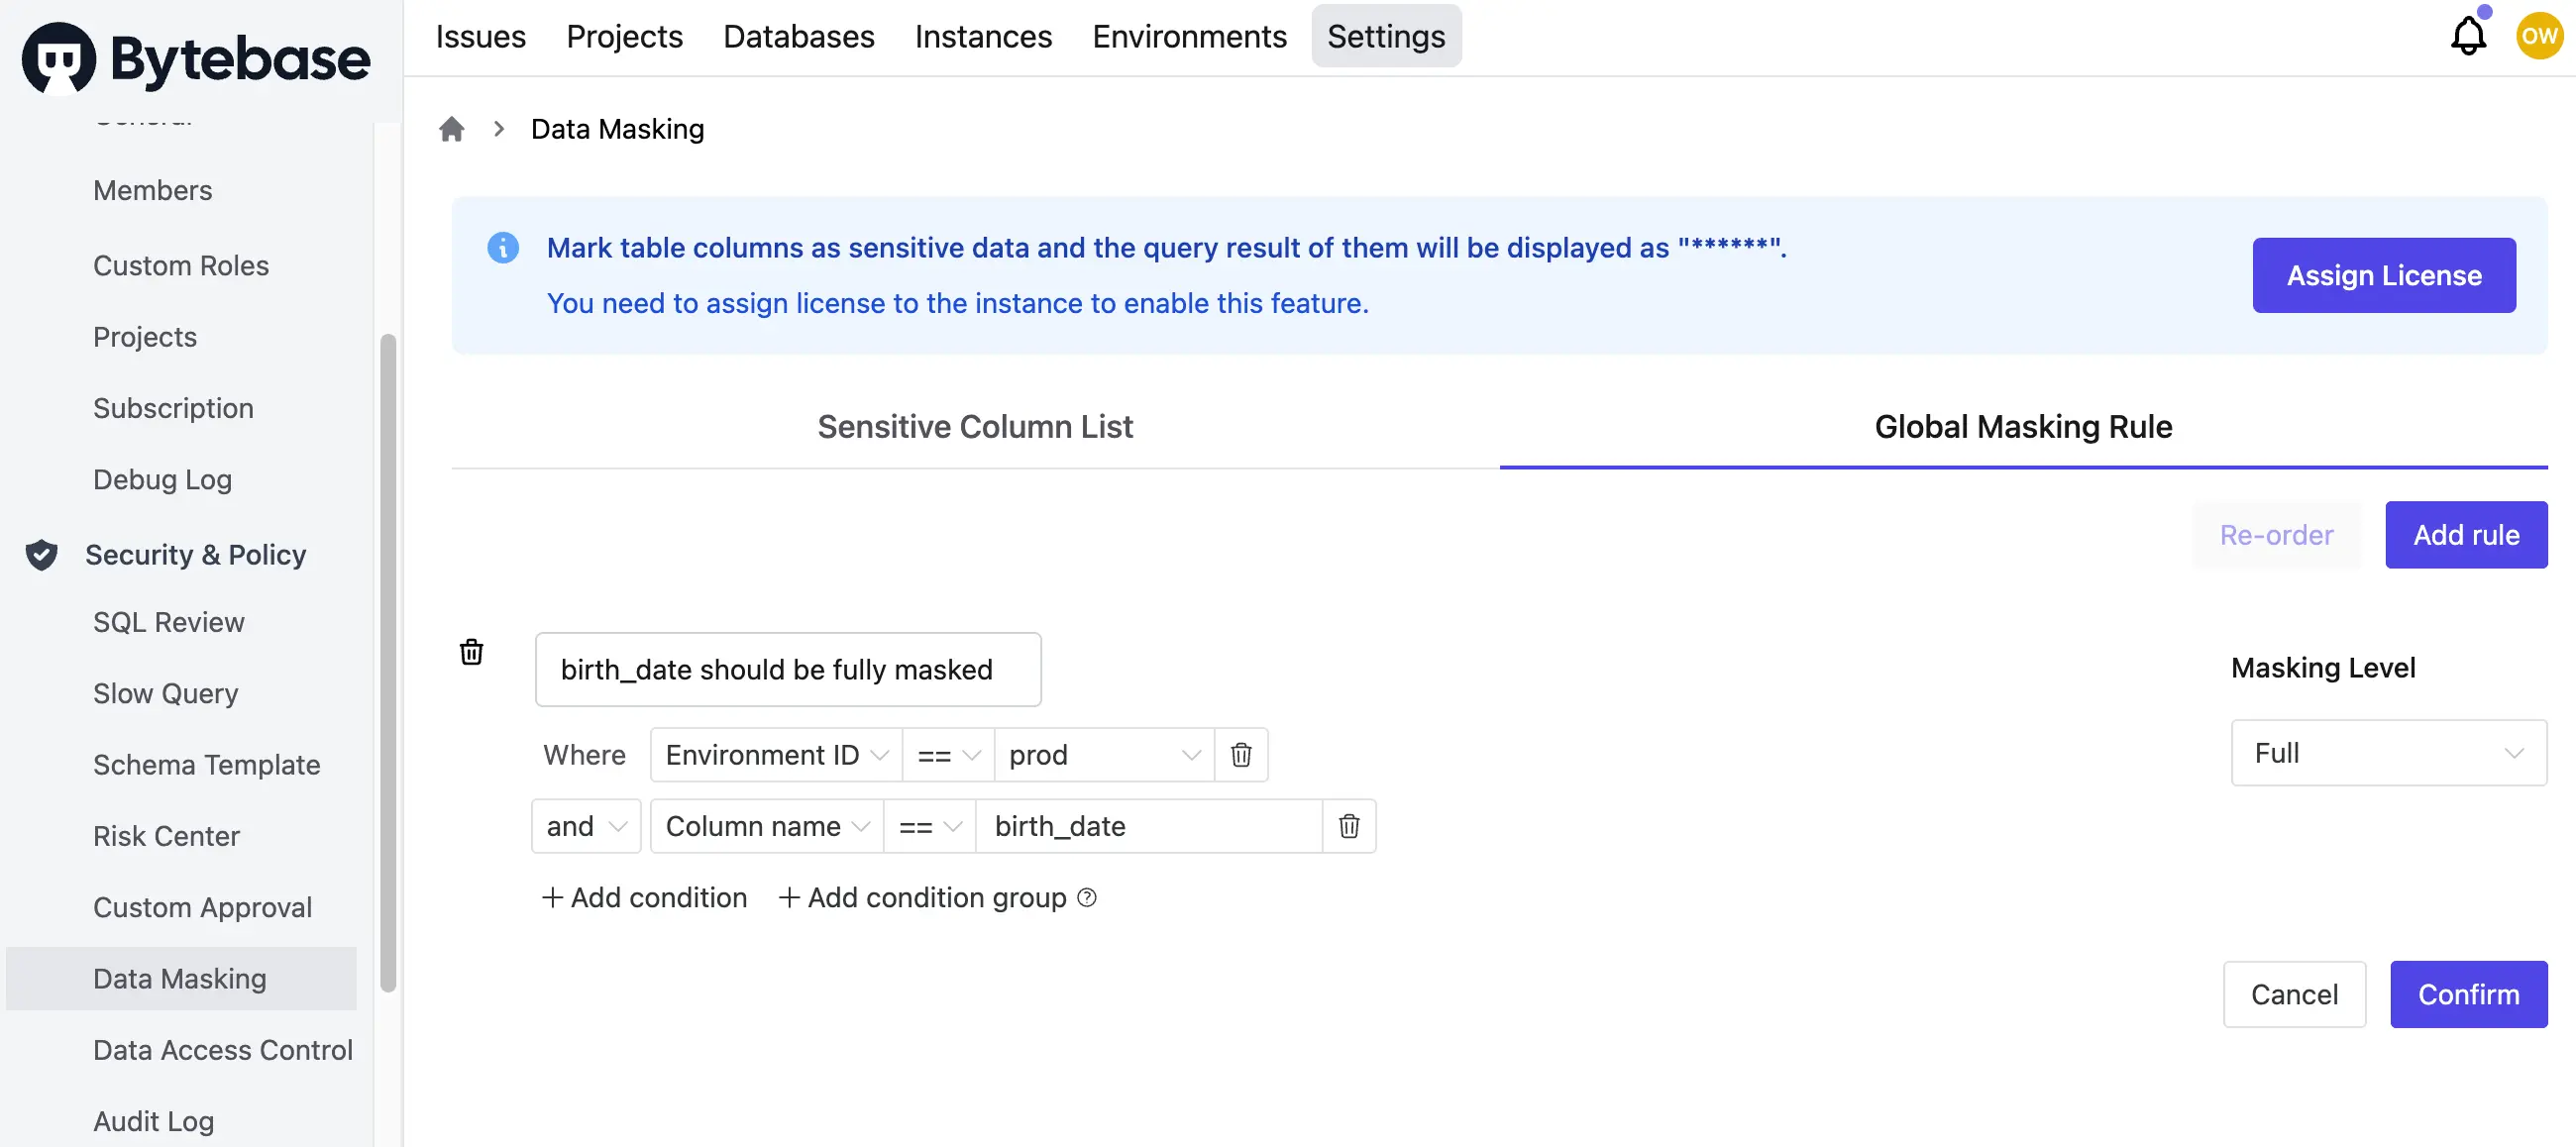 Bytebase
Issues Projects Databases Instances Environments Settings
OW
General
Members
Custom Roles
Projects
Subscription
Debug Log
Security & Policy
SQL Review
Slow Query
Schema Template
Risk Center
Custom Approval
Data Masking
Data Access Control
Audit Log
Data Masking
Mark table columns as sensitive data and the query result of them will be displayed as "******".
You need to assign license to the instance to enable this feature.
Assign License
Sensitive Column List Global Masking Rule
Re-order Add rule
birth_date should be fully masked
Masking Level
Where Environment ID == prod
Full
and Column name == birth_date
+ Add condition + Add condition group ?
Cancel Confirm